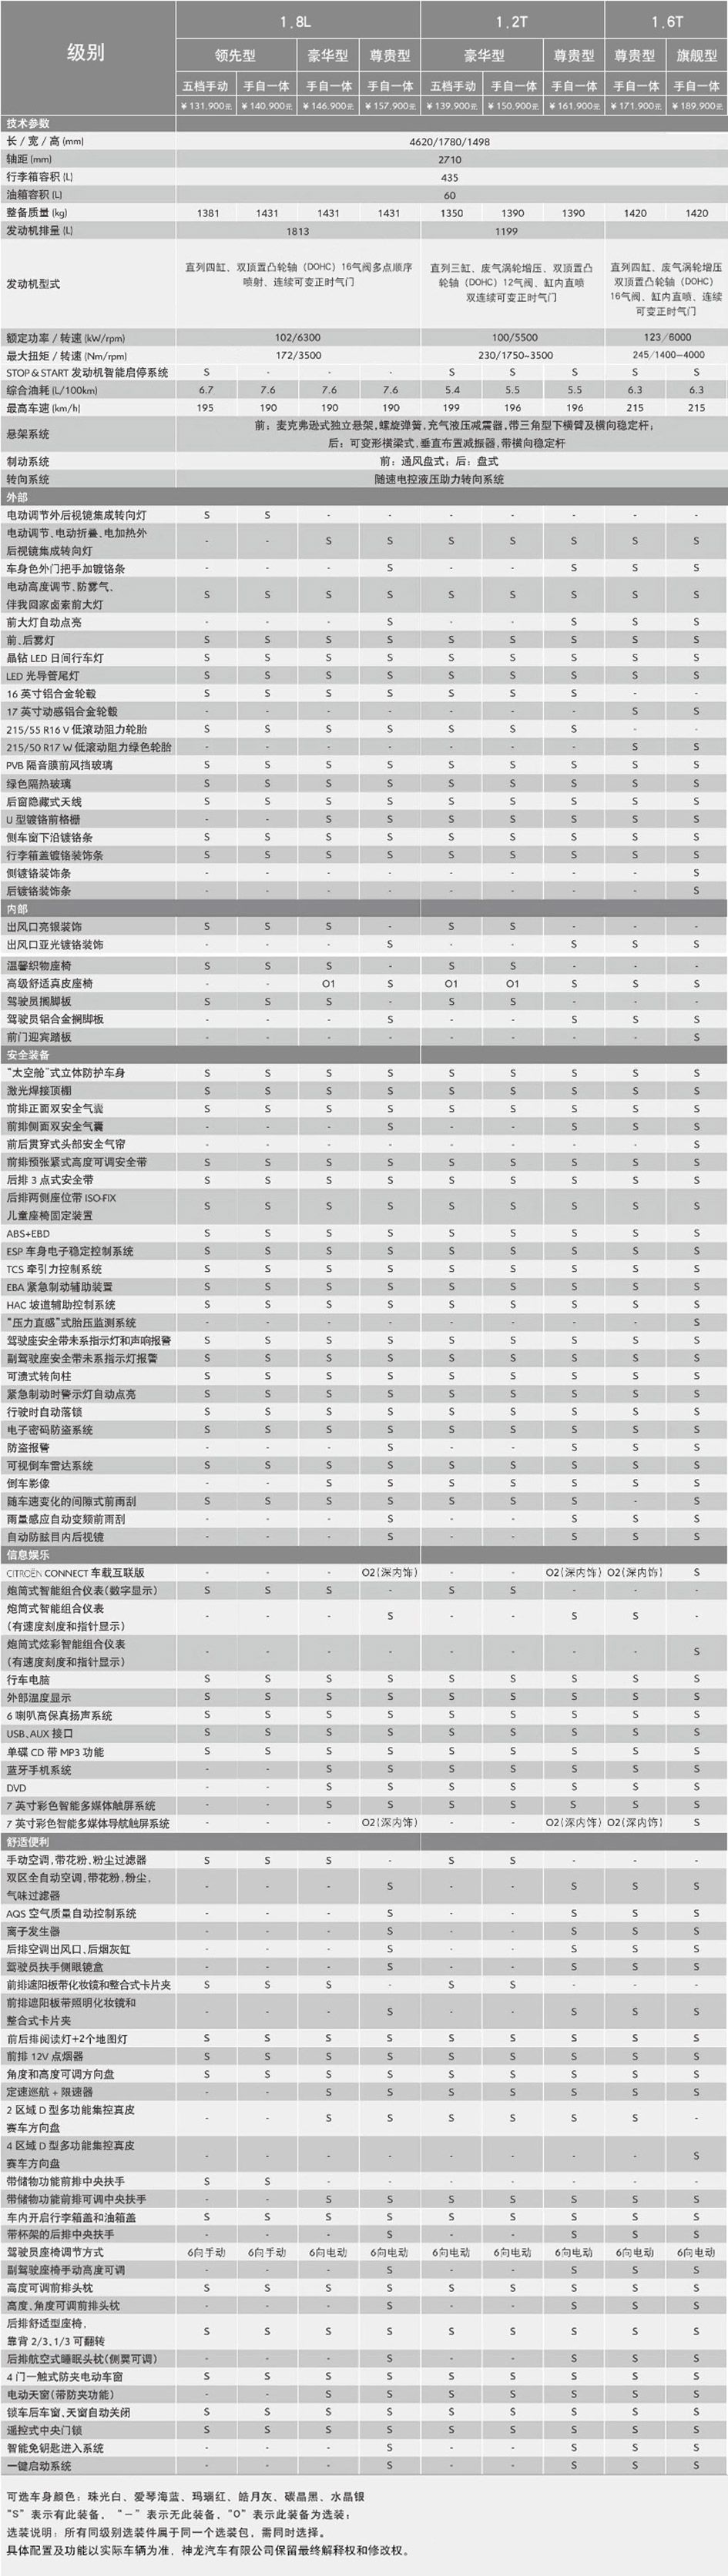 级别 1.8L 1.2T 1.6T
领先型 豪华型 尊贵型 豪华型 尊贵型 尊贵型 旗舰型
五档手动 手自一体 手自一体 手自一体 五档手动 手自一体 手自一体 手自一体 手自一体
¥131,900元 ¥140,900元 ¥146,900元 ¥157,900元 ¥139,900元 ¥150,900元 ¥161,900元 ¥171,900元 ¥189,900元
技术参数
长/宽/高(mm) 4620/1780/1498
轴距(mm) 2710
行李箱容积(L) 435
油箱容积(L) 60
整备质量(kg) 1381 1431 1431 1431 1350 1390 1390 1420 1420
发动机排量(L) 1813 1199
发动机型式
直列四缸、双顶置凸轮轴(DOHC)16气阀多点顺序
喷射、连续可变正时气门
直列三缸、废气涡轮增压、双顶置凸
轮轴(DOHC)12气阀、缸内直喷
双连续可变正时气门
直列四缸、废气涡轮增压
双顶置凸轮轴(DOHC)
16气阀、缸内直喷、连续
可变正时气门
额定功率/转速(kW/rpm) 102/6300 100/5500 123/6000
最大扭矩/转速(Nm/rpm) 172/3500 230/1750~3500 245/1400-4000
STOP&START 发动机智能启停系统 S - - - S S S S S
综合油耗(L/100km) 6.7 7.6 7.6 7.6 5.4 5.5 5.5 6.3 6.3
最高车速(km/h) 195 190 190 190 199 196 196 215 215
悬架系统 前：麦克弗逊式独立悬架,螺旋弹簧,充气液压减震器,带三角型下横臂及横向稳定杆；
后：可变形横梁式,垂直布置减振器,带横向稳定杆
制动系统 前：通风盘式；后：盘式
转向系统 随速电控液压助力转向系统
外部
电动调节外后视镜集成转向灯 S S - - - - - - -
电动调节、电动折叠、电加热外
后视镜集成转向灯 - - S S S S S S S
车身色外门把手加镀铬条 - - - S - - S S S
电动高度调节、防雾气、
伴我回家卤素前大灯 S S S S S S S S S
前大灯自动点亮 - - - S - - S S S
前、后雾灯 S S S S S S S S S
晶钻 LED 日间行车灯 S S S S S S S S S
LED 光导管尾灯 S S S S S S S S S
16 英寸铝合金轮毂 S S S S S S S - -
17 英寸动感铝合金轮毂 - - - - - - - S S
215/55 R16 V 低滚动阻力轮胎 S S S S S S S - -
215/50 R17 W 低滚动阻力绿色轮胎 - - - - - - - S S
PVB 隔音膜前风挡玻璃 S S S S S S S S S
绿色隔热玻璃 S S S S S S S S S
后窗隐藏式天线 S S S S S S S S S
U 型镀铬前格栅 - - S S S S S S S
侧车窗下沿镀铬条 S S S S S S S S S
行李箱盖镀铬装饰条 S S S S S S S S S
侧镀铬装饰条 - - - - - - - - S
后镀铬装饰条 - - - - - - - - S
内部
出风口亮银装饰 S S S - S S - - -
出风口亚光镀铬装饰 - - - S - - S S S
温馨织物座椅 S S S - S S - - -
高级舒适真皮座椅 - - O1 S O1 O1 S S S
驾驶员搁脚板 S S S - S S - - -
驾驶员铝合金搁脚板 - - - S - - S S S
前门迎宾踏板 - - - - - - - - S
安全装备
“太空舱”式立体防护车身 S S S S S S S S S
激光焊接顶棚 S S S S S S S S S
前排正面双安全气囊 S S S S S S S S S
前排侧面双安全气囊 - - - S - - S S S
前后贯穿式头部安全气帘 - - - - - - - - S
前排预张紧式高度可调安全带 S S S S S S S S S
后排 3 点式安全带 S S S S S S S S S
后排两侧座位带 ISO-FIX
儿童座椅固定装置 S S S S S S S S S
ABS+EBD S S S S S S S S S
ESP 车身电子稳定控制系统 S S S S S S S S S
TCS 牵引力控制系统 S S S S S S S S S
EBA 紧急制动辅助装置 S S S S S S S S S
HAC 坡道辅助控制系统 S S S S S S S S S
“压力直感”式胎压监测系统 - - - - - - - - S
驾驶座安全带未系指示灯和声响报警 S S S S S S S S S
副驾驶座安全带未系指示灯报警 S S S S S S S S S
可溃式转向柱 S S S S S S S S S
紧急制动时警示灯自动点亮 S S S S S S S S S
行驶时自动落锁 S S S S S S S S S
电子密码防盗系统 S S S S S S S S S
防盗报警 - - - S - - S S S
可视倒车雷达系统 S S S S S S S S S
倒车影像 - - S S S S S S S
随车速变化的间隙式前雨刮 S S S S S S S - S
雨量感应自动变频前雨刮 - - - S - - S S S
自动防眩目内后视镜 - - - S - - S S S
信息娱乐
CITROËN CONNECT 车载互联版 - - - O2(深内饰) - - O2(深内饰) O2(深内饰) S
炮筒式智能组合仪表(数字显示) S S S - S S - - -
炮筒式智能组合仪表
(有速度刻度和指针显示) - - - S - - S S -
炮筒式炫彩智能组合仪表
(有速度刻度和指针显示) - - - - - - - - S
行车电脑 S S S S S S S S S
外部温度显示 S S S S S S S S S
6 喇叭高保真扬声系统 S S S S S S S S S
USB、AUX 接口 S S S S S S S S S
单碟 CD 带 MP3 功能 S S S S S S S S S
蓝牙手机系统 - - S S S S S S S
DVD - - S S S S S S S
7 英寸彩色智能多媒体触屏系统 - - S S S S S S S
7 英寸彩色智能多媒体导航触屏系统 - - - O2(深内饰) - - O2(深内饰) O2(深内饰) S
舒适便利
手动空调,带花粉,粉尘过滤器 S S S - S S - - -
双区全自动空调,带花粉,粉尘,
气味过滤器 - - - S - - S S S
AQS 空气质量自动控制系统 - - - S - - S S S
离子发生器 - - - S - - S S S
后排空调出风口、后烟灰缸 - - - S - - S S S
驾驶员扶手侧眼镜盒 - - - S - - S S S
前排遮阳板带化妆镜和整合式卡片夹 S S S - S S - - -
前排遮阳板带照明化妆镜和
整合式卡片夹 - - - S - - S S S
前后排阅读灯+2个地图灯 S S S S S S S S S
前排 12V 点烟器 S S S S S S S S S
角度和高度可调方向盘 S S S S S S S S S
定速巡航 + 限速器 - - S S S S S S S
2 区域 D 型多功能集控真皮
赛车方向盘 - - S S S S S S -
4 区域 D 型多功能集控真皮
赛车方向盘 - - - - - - - - S
带储物功能前排中央扶手 S S - - - - - - -
带储物功能前排可调中央扶手 - - S S S S S S S
车内开启行李箱盖和油箱盖 S S S S S S S S S
带杯架的后排中央扶手 - - - S - - S S S
驾驶员座椅调节方式 6向手动 6向手动 6向电动 6向电动 6向电动 6向电动 6向电动 6向电动 6向电动
副驾驶座椅手动高度可调 - - - S - - S S S
高度可调前排头枕 S S S S S S S S S
高度、角度可调前排头枕 - - - S - - S S S
后排舒适型座椅,
靠背 2/3、1/3 可翻转 S S S S S S S S S
后排航空式睡眠头枕(侧翼可调) - - - S - - S S S
4 门一触式防夹电动车窗 S S S S S S S S S
电动天窗(带防夹功能) - - S S S S S S S
锁车后车窗、天窗自动关闭 S S S S S S S S S
遥控式中央门锁 S S S S S S S S S
智能免钥匙进入系统 - - - S - - S S S
一键启动系统 - - - S - - S S S
可选车身颜色：珠光白、爱琴海蓝、玛瑙红、皓月灰、碳晶黑、水晶银
“S”表示有此装备，“－”表示无此装备，“O”表示此装备为选装；
选装说明：所有同级别选装件属于同一个选装包，需同时选择。
具体配置及功能以实际车辆为准，神龙汽车有限公司保留最终解释权和修改权。